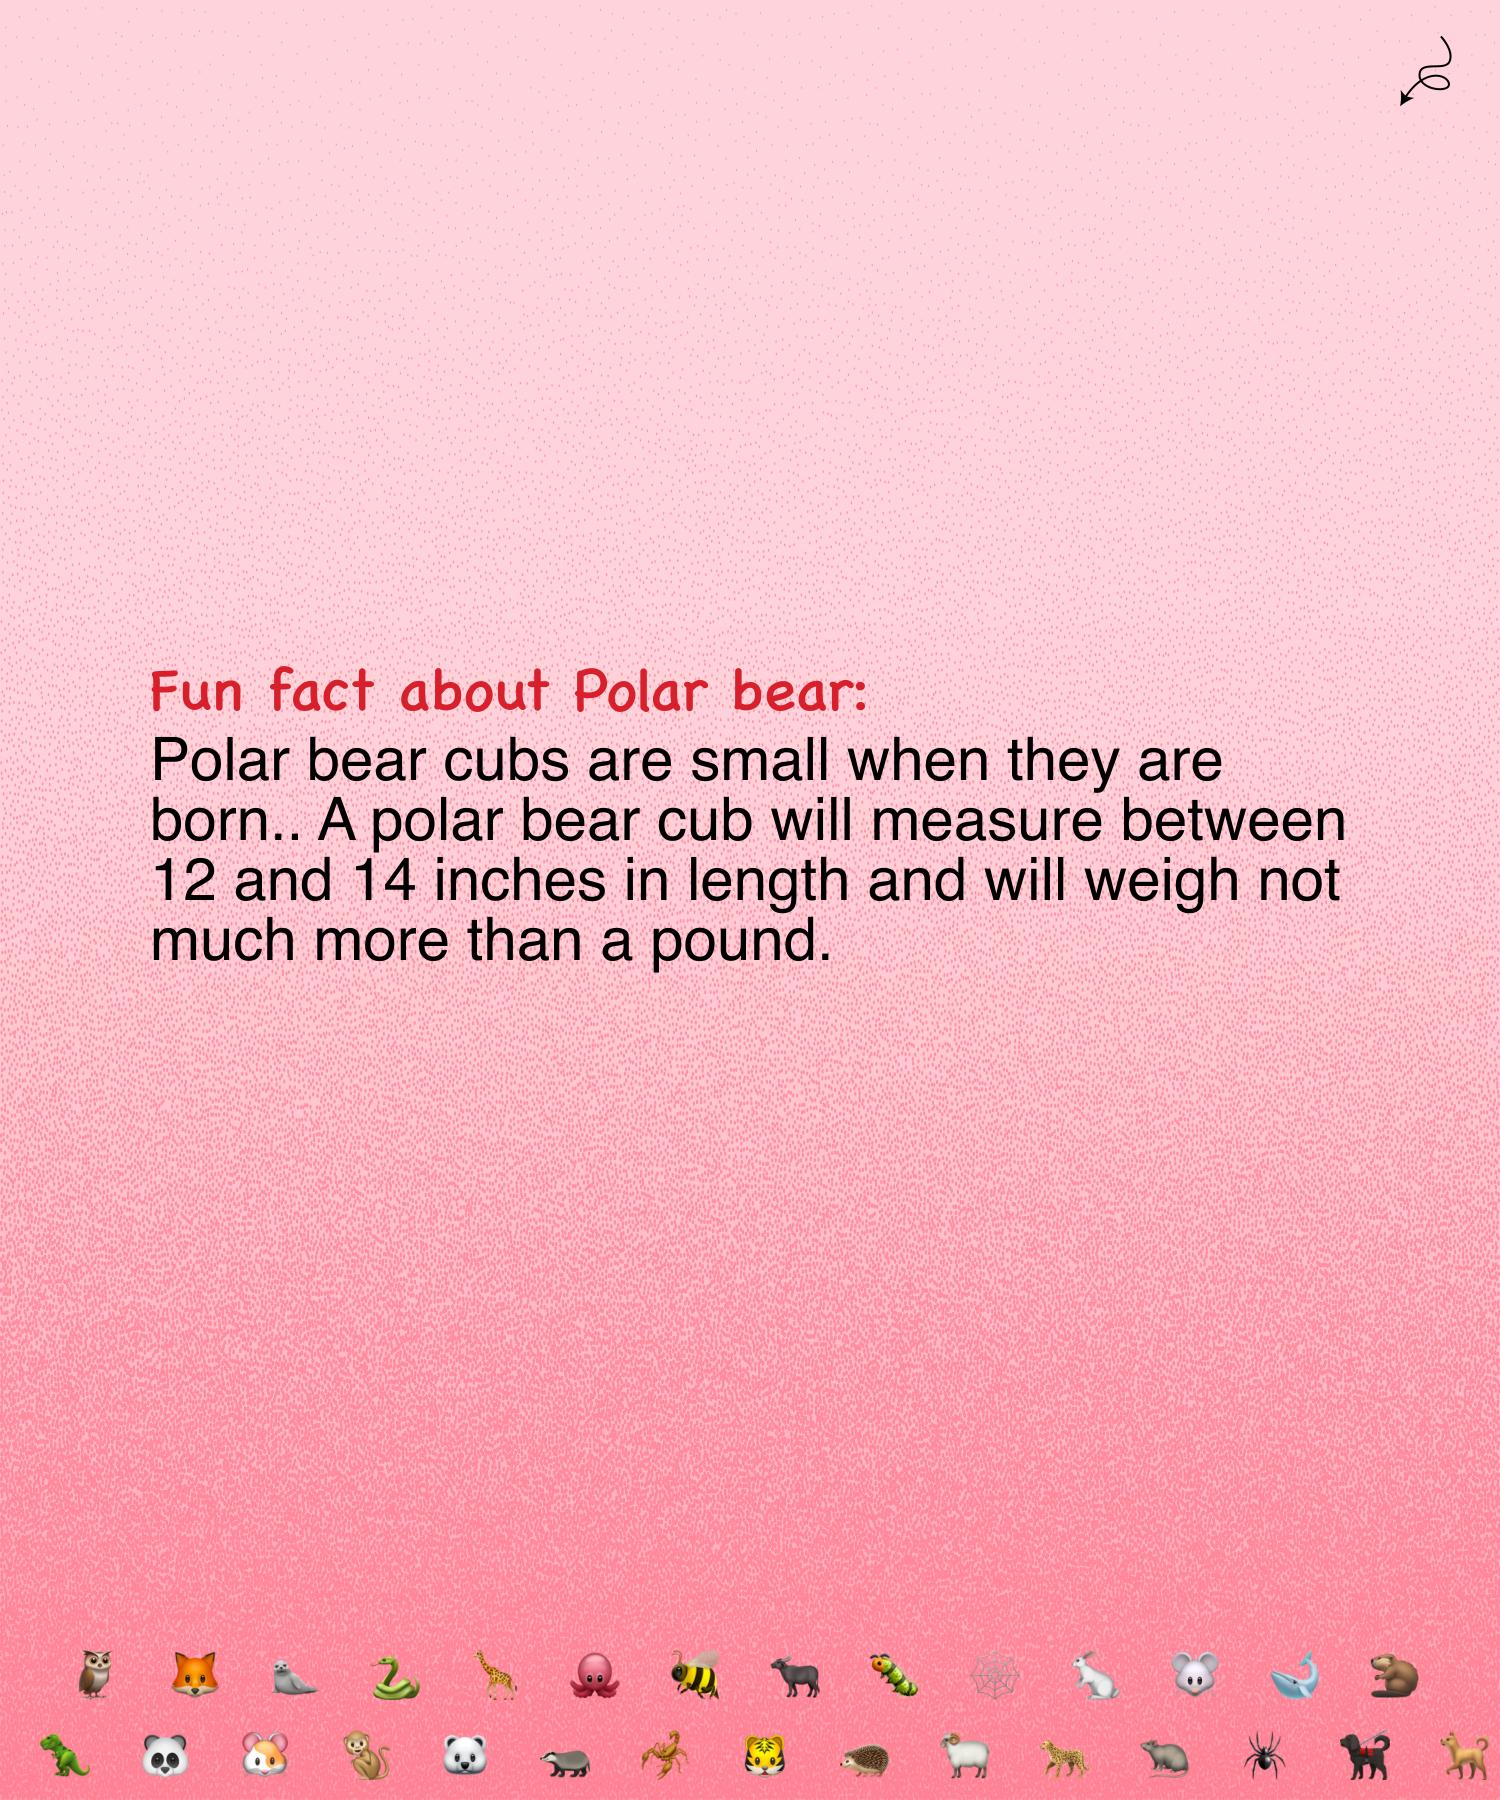 Fun fact about Polar bear:
Polar bear cubs are small when they are
born.. A polar bear cub will measure between
12 and 14 inches in length and will weigh not
much more than a pound.